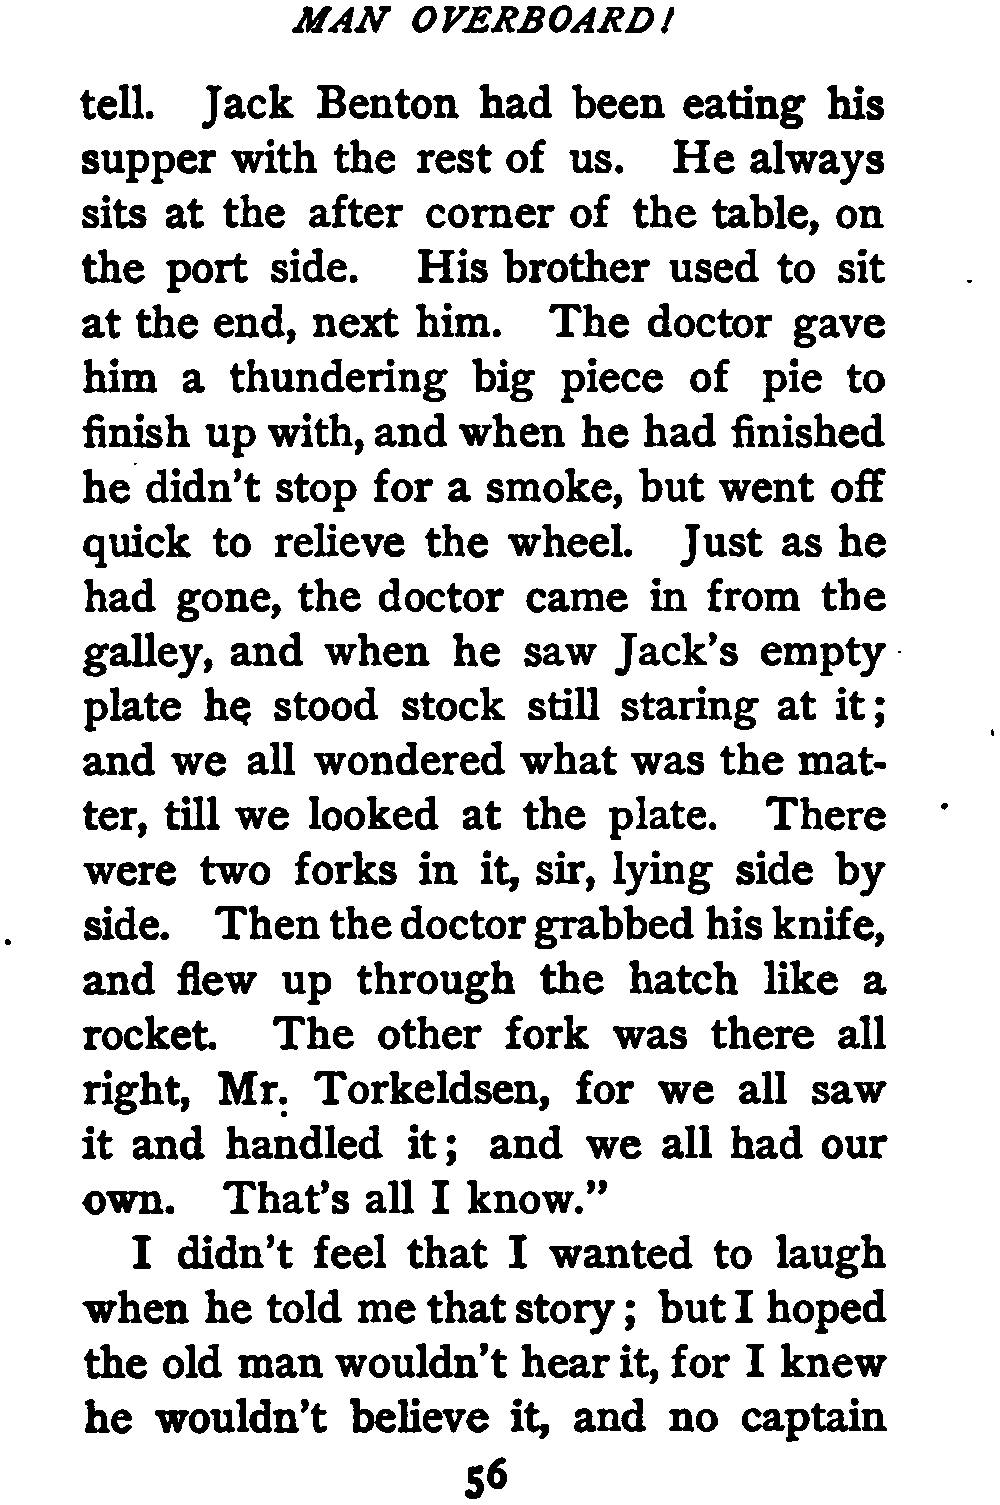 MAN OVERBOARD!
tell. Jack Benton had been eating his
supper with the rest of us. He always
sits at the after corner of the table, on
the port side. His brother used to sit
at the end, next him. The doctor gave
him a thundering big piece of pie to
finish up with, and when he had finished
he didn't stop for a smoke, but went off
quick to relieve the wheel. Just as he
had gone, the doctor came in from the
galley, and when he saw Jack's empty
plate he stood stock still staring at it;
and we all wondered what was the mat-
ter, till we looked at the plate. There
were two forks in it, sir, lying side by
side. Then the doctor grabbed his knife,
and flew up through the hatch like a
rocket. The other fork was there all
right, Mr. Torkeldsen, for we all saw
it and handled it; and we all had our
own. That's all I know."
I didn't feel that I wanted to laugh
when he told me that story; but I hoped
the old man wouldn't hear it, for I knew
he wouldn't believe it, and no captain
56